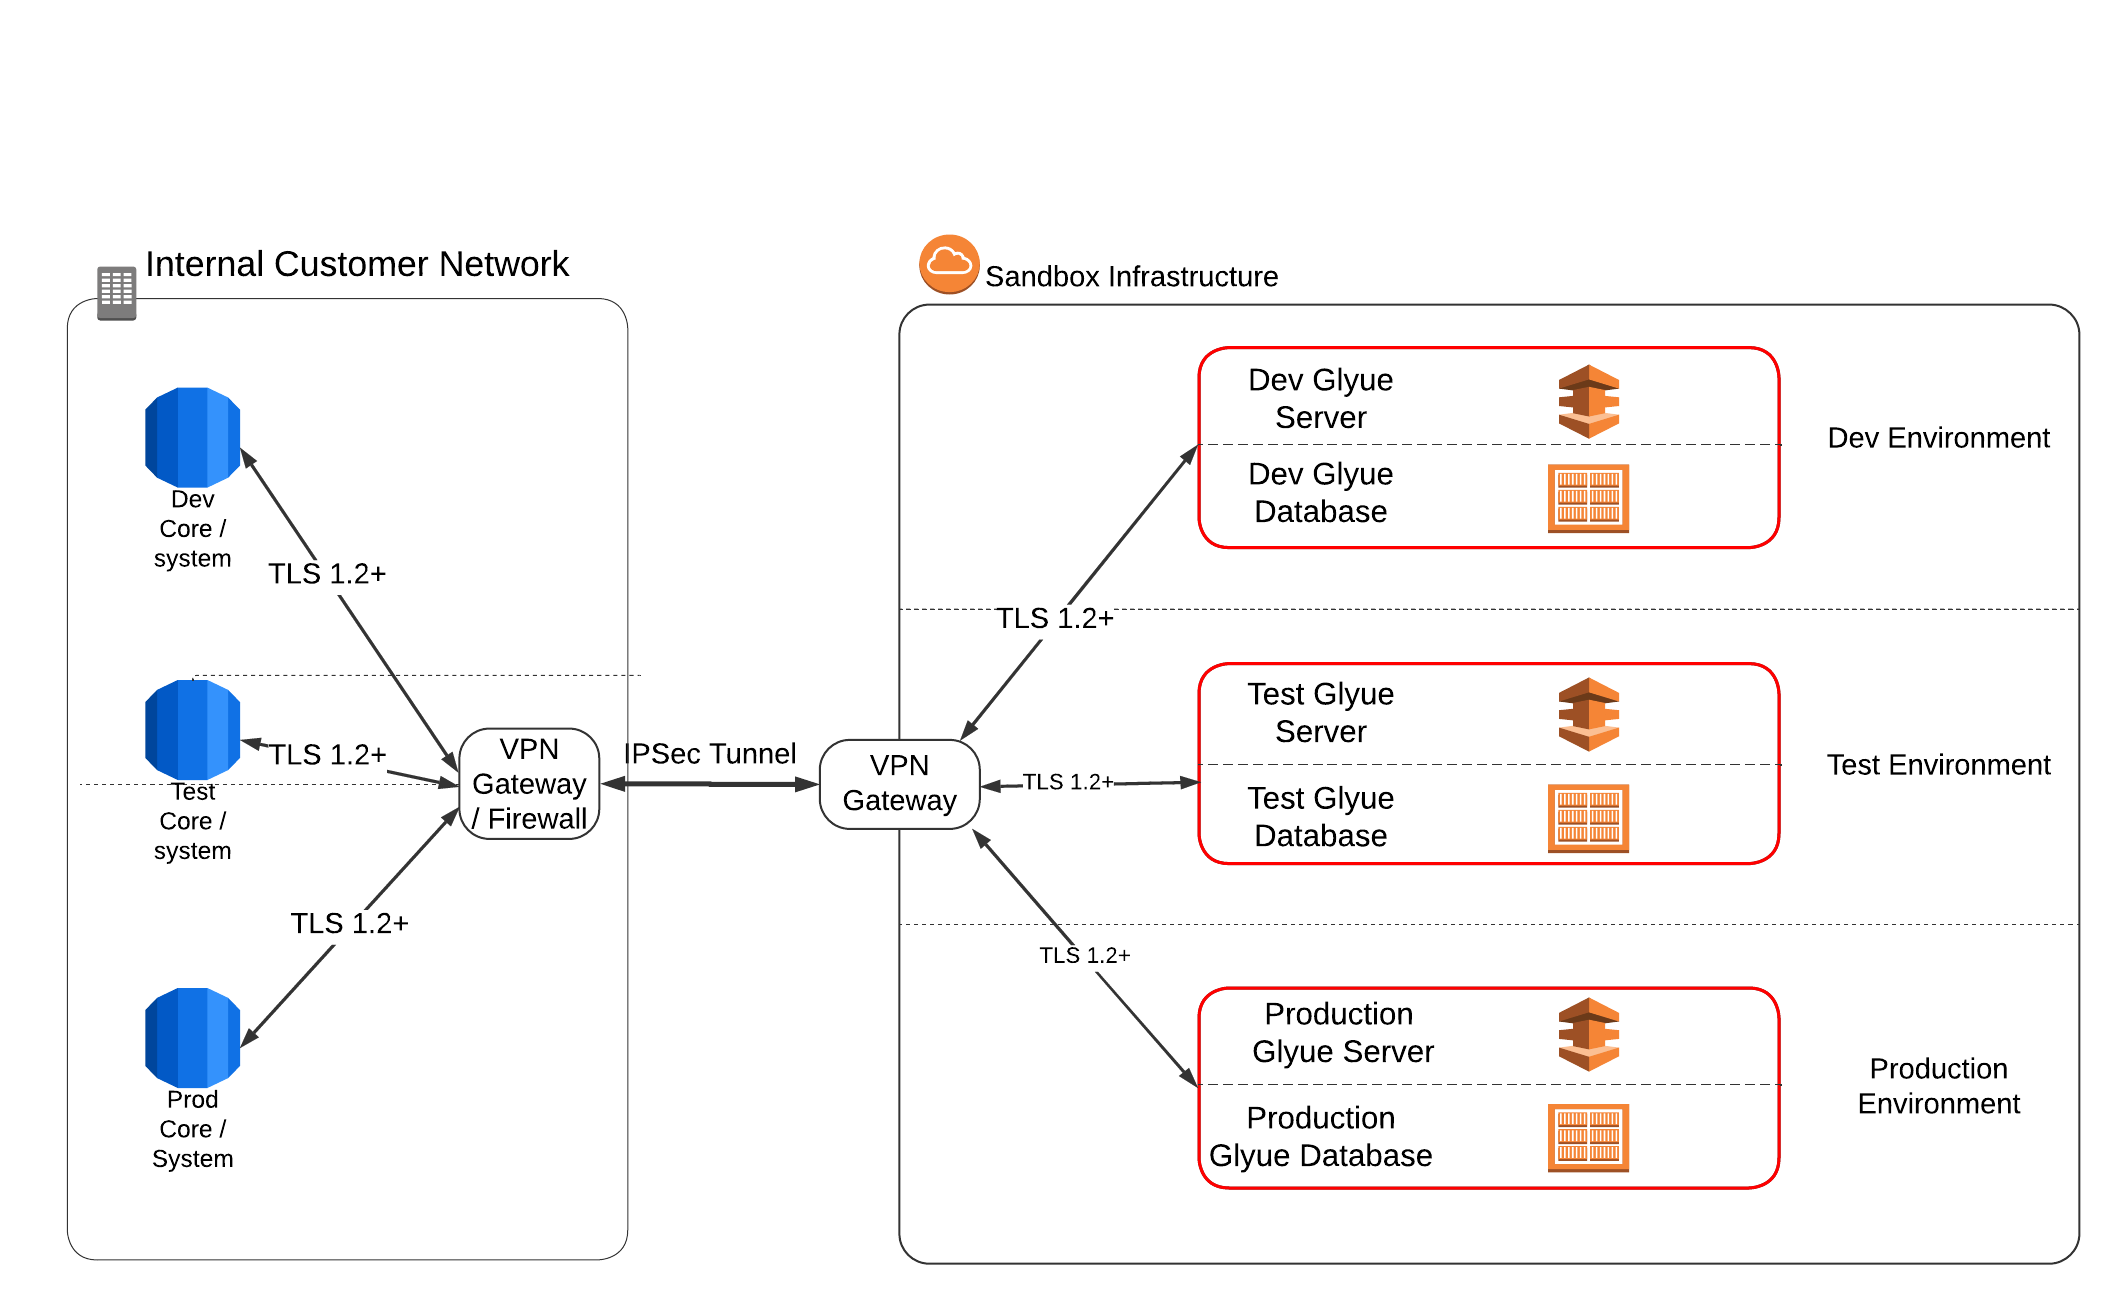 Internal Customer Network
Dev
Core /
system
TLS 1.2+
TLS 1.2+
Test
Core /
system
TLS 1.2+
Prod
Core /
System
VPN
Gateway
/ Firewall
IPSec Tunnel
VPN
Gateway
Sandbox Infrastructure
Dev Glyue
Server
Dev Glyue
Database
Dev Environment
TLS 1.2+
Test Glyue
Server
Test Glyue
Database
Test Environment
TLS 1.2+
TLS 1.2+
Production
Glyue Server
Production
Glyue Database
Production
Environment